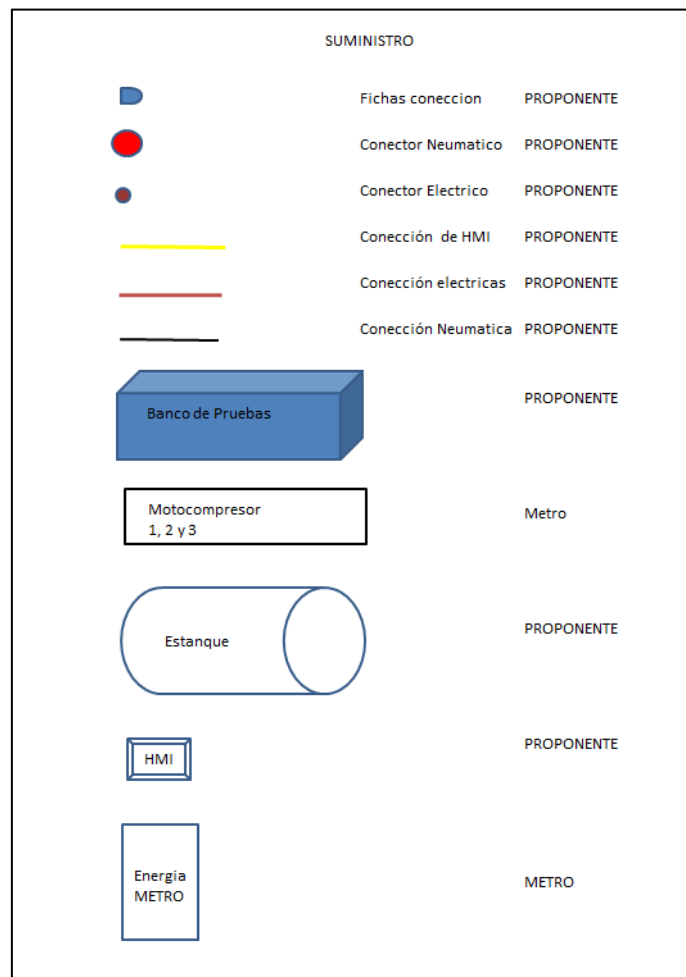 SUMINISTRO
Fichas coneccion PROPONENTE
Conector Neumatico PROPONENTE
Conector Electrico PROPONENTE
Conección de HMI PROPONENTE
Conección electricas PROPONENTE
Conección Neumatica PROPONENTE
PROPONENTE
Banco de Pruebas
Motocompresor
1, 2 y 3
Metro
PROPONENTE
Estanque
PROPONENTE
HMI
Energia
METRO
METRO